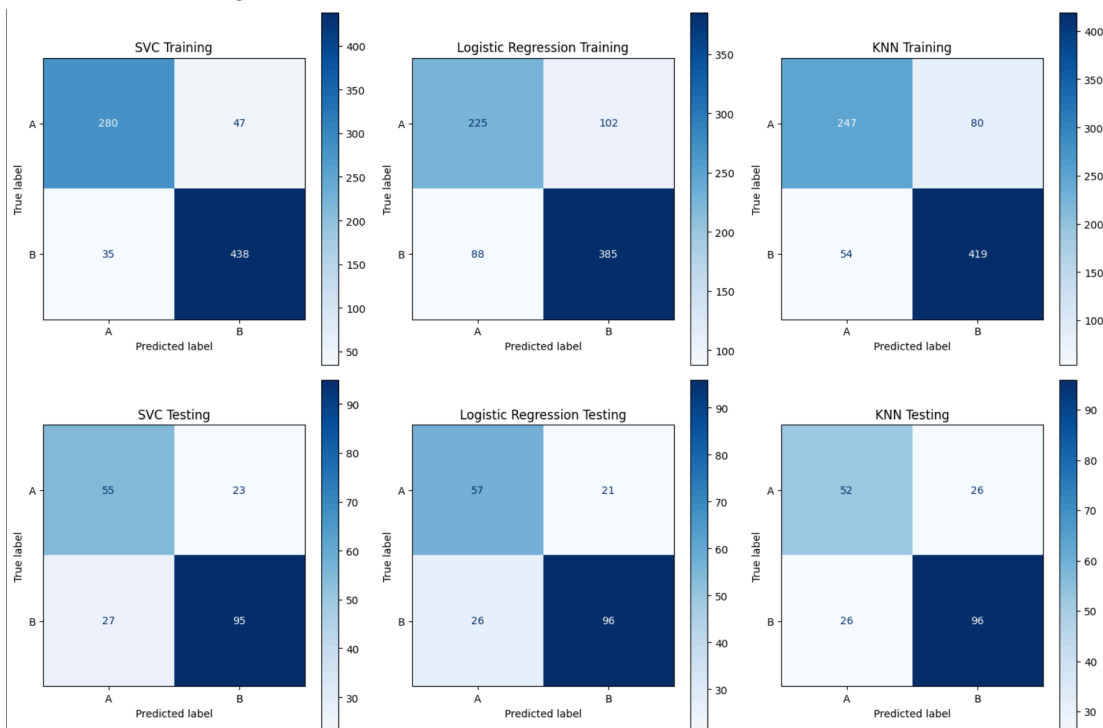 SVC Training
A
B
280
47
35
438
A
B
True label
Predicted label
400
350
300
250
200
150
100
50
Logistic Regression Training
A
B
225
102
88
385
A
B
True label
Predicted label
350
300
250
200
150
100
KNN Training
A
B
247
80
54
419
A
B
True label
Predicted label
400
350
300
250
200
150
100
SVC Testing
A
B
55
23
27
95
A
B
True label
Predicted label
90
80
70
60
50
40
30
Logistic Regression Testing
A
B
57
21
26
96
A
B
True label
Predicted label
90
80
70
60
50
40
30
KNN Testing
A
B
52
26
26
96
A
B
True label
Predicted label
90
80
70
60
50
40
30